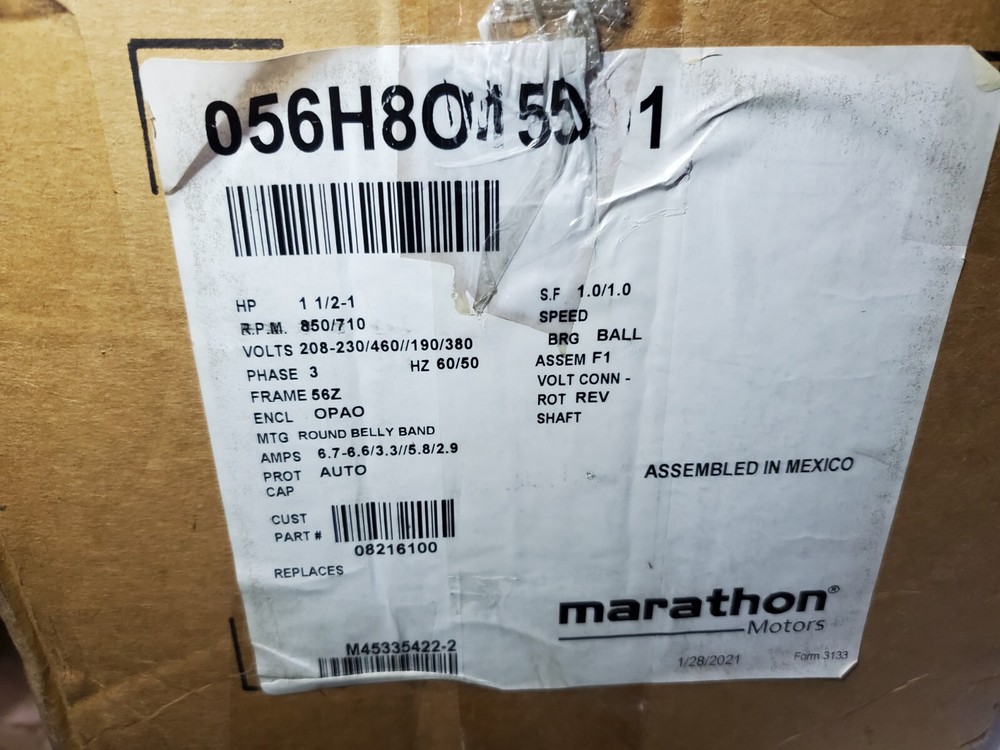 1
HP 1 1/2-1
R.P.M. 850/710
VOLTS 208-230/460//190/380
PHASE 3 HZ 60/50
FRAME 56Z
ENCL OPAO
MTG ROUND BELLY BAND
AMPS 6.7-6.6/3.3//5.8/2.9
PROT AUTO
CAP
CUST
PART #
08216100
REPLACES
M45335422-2
S.F 1.0/1.0
SPEED
BRG BALL
ASSEM F1
VOLT CONN -
ROT REV
SHAFT
ASSEMBLED IN MEXICO
marathon®
Motors
1/28/2021 Form 3133